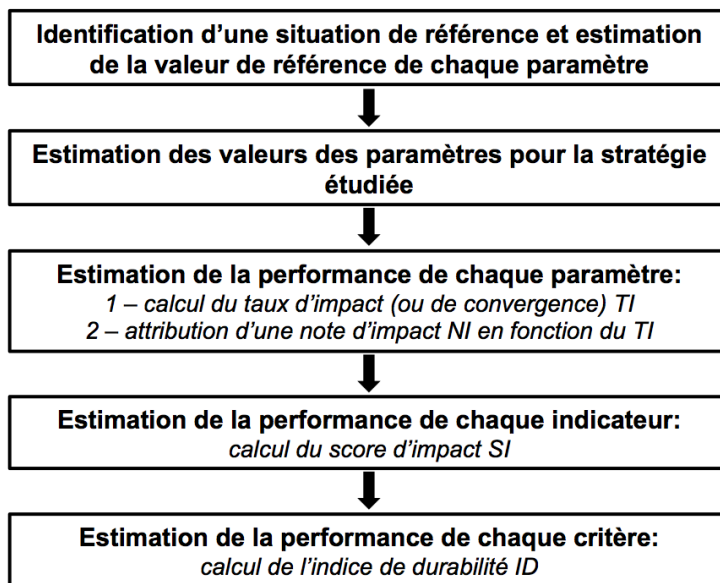 Identification d’une situation de référence et estimation
de la valeur de référence de chaque paramètre
Estimation des valeurs des paramètres pour la stratégie
étudiée
Estimation de la performance de chaque paramètre:
1 – calcul du taux d’impact (ou de convergence) TI
2 – attribution d’une note d’impact NI en fonction du TI
Estimation de la performance de chaque indicateur:
calcul du score d’impact SI
Estimation de la performance de chaque critère:
calcul de l’indice de durabilité ID